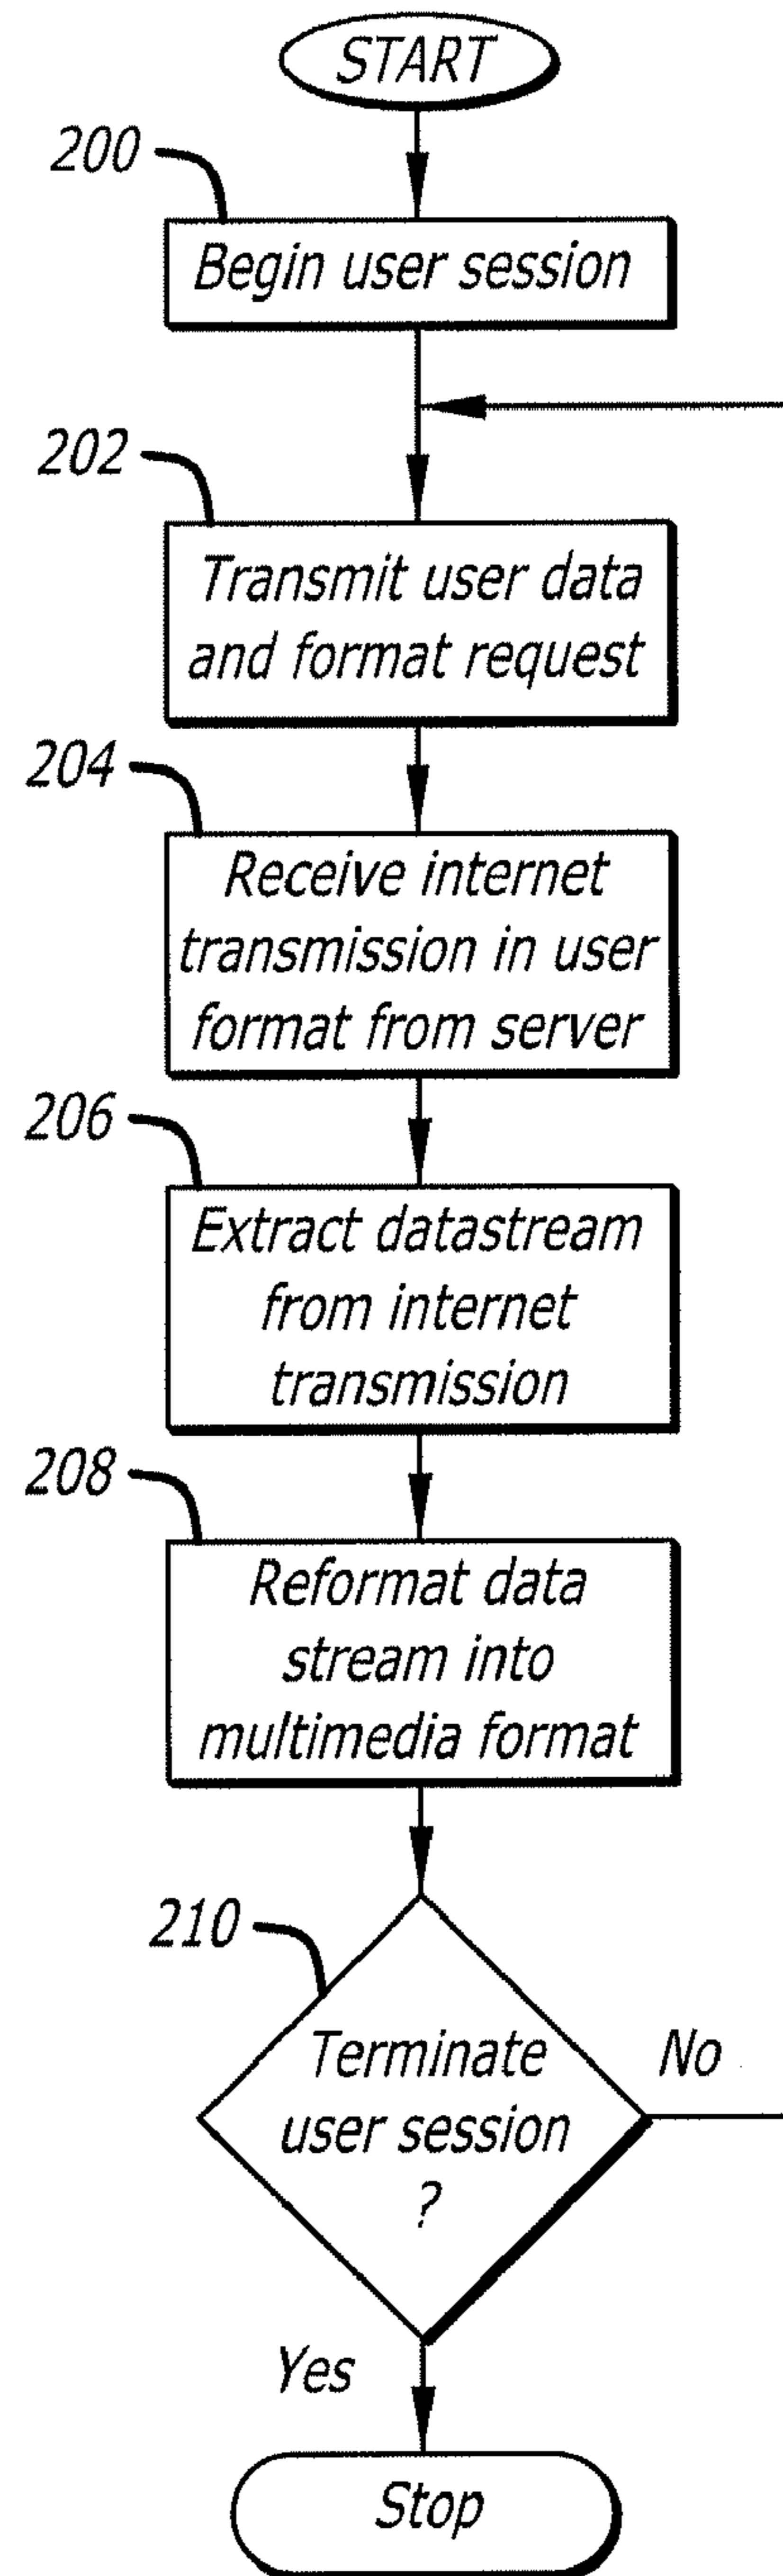 START
200
Begin user session
202
Transmit user data
and format request
204
Receive internet
transmission in user
format from server
206
Extract datastream
from internet
transmission
208
Reformat data
stream into
multimedia format
210
Terminate
user session
?
No
Yes
Stop